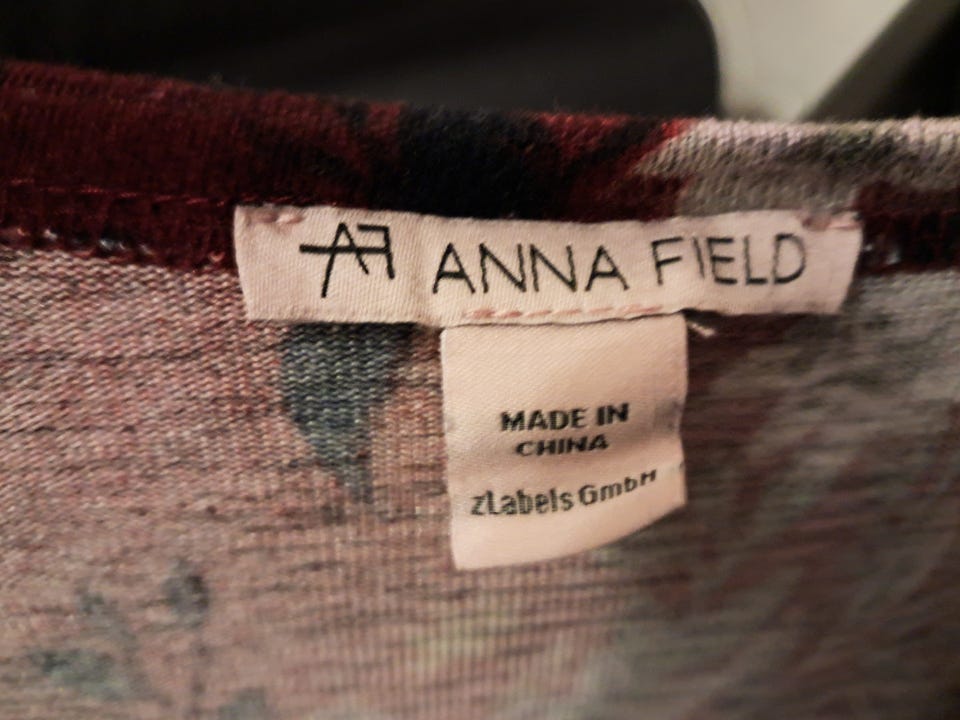 AF ANNA FIELD
MADE IN
CHINA
zLabels GmbH